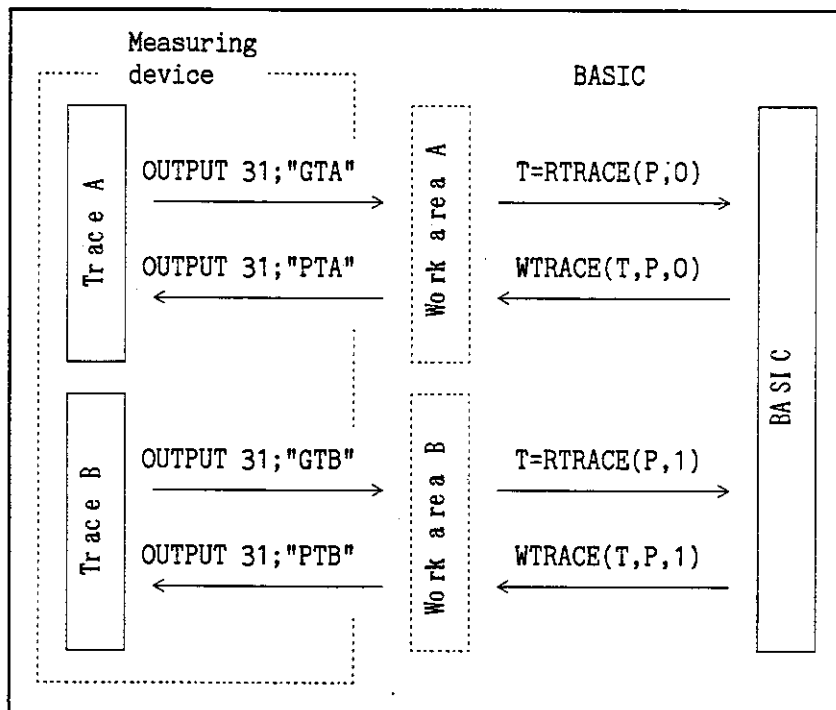 Measuring
device
BASIC
Trace A
OUTPUT 31;"GTA"
OUTPUT 31;"PTA"
Work area A
T=RTRACE(P,0)
WTRACE(T,P,0)
BASIC
Trace B
OUTPUT 31;"GTB"
OUTPUT 31;"PTB"
Work area B
T=RTRACE(P,1)
WTRACE(T,P,1)